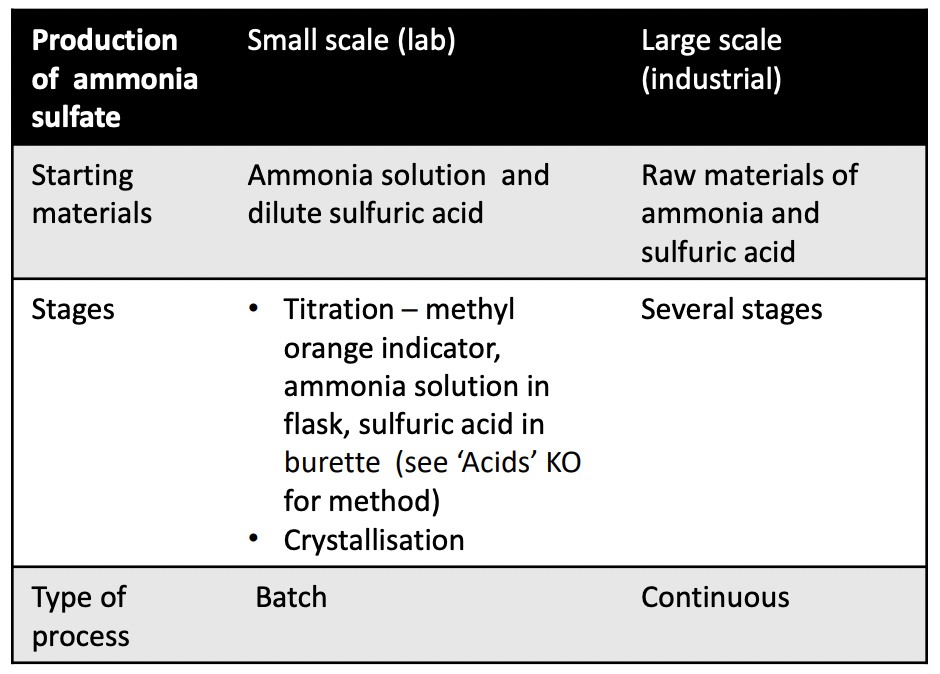 Production
of ammonia
sulfate
Small scale (lab)
Large scale
(industrial)
Starting
materials
Ammonia solution and
dilute sulfuric acid
Raw materials of
ammonia and
sulfuric acid
Stages
• Titration – methyl
orange indicator,
ammonia solution in
flask, sulfuric acid in
burette (see ‘Acids’ KO
for method)
• Crystallisation
Several stages
Type of
process
Batch
Continuous